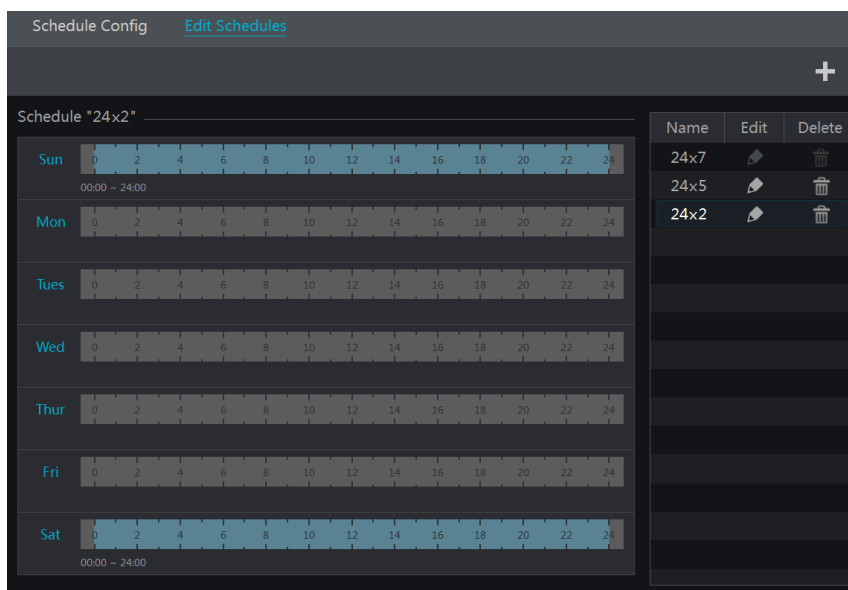 Schedule Config Edit Schedules
Schedule "24x2"
Sun 0 2 4 6 8 10 12 14 16 18 20 22 24
00:00 ~ 24:00
Mon 0 2 4 6 8 10 12 14 16 18 20 22 24
Tues 0 2 4 6 8 10 12 14 16 18 20 22 24
Wed 0 2 4 6 8 10 12 14 16 18 20 22 24
Thur 0 2 4 6 8 10 12 14 16 18 20 22 24
Fri 0 2 4 6 8 10 12 14 16 18 20 22 24
Sat 0 2 4 6 8 10 12 14 16 18 20 22 24
00:00 ~ 24:00
Name Edit Delete
24×7
24×5
24×2